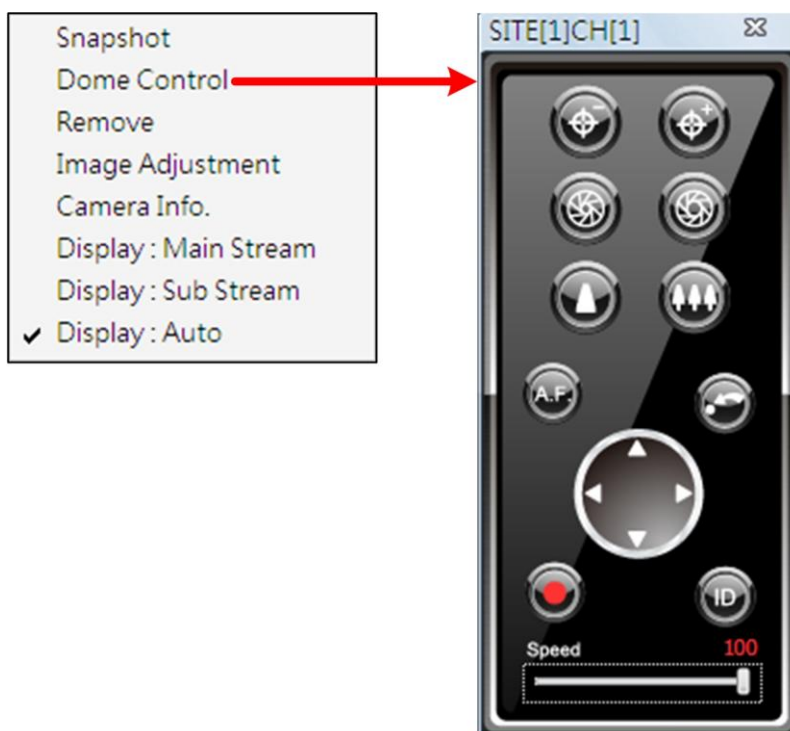 Snapshot
Dome Control
Remove
Image Adjustment
Camera Info.
Display : Main Stream
Display : Sub Stream
✓ Display : Auto
SITE[1]CH[1]
A.F.
ID
Speed 100